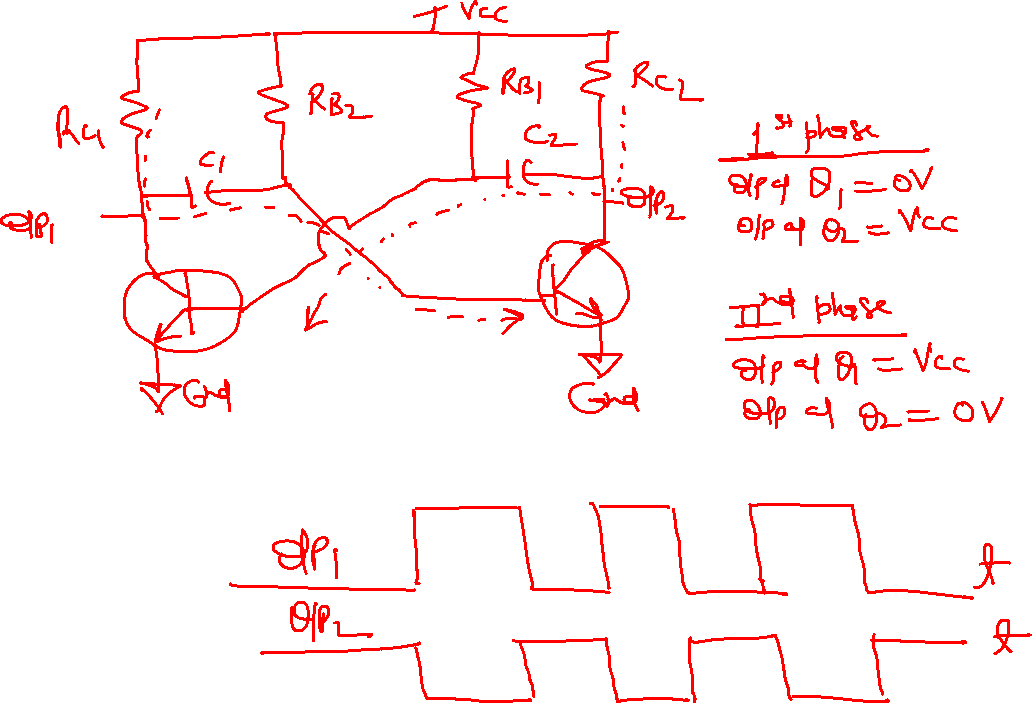 Vcc
RC1
RB2
RB1
RC2
C1
C2
O/P1
O/P2
Gnd
Gnd
1st phase
O/P of Q1 = 0V
O/P of Q2 = Vcc
IInd phase
O/P of Q1 = Vcc
O/P of Q2 = 0V
O/P1
t
O/P2
t